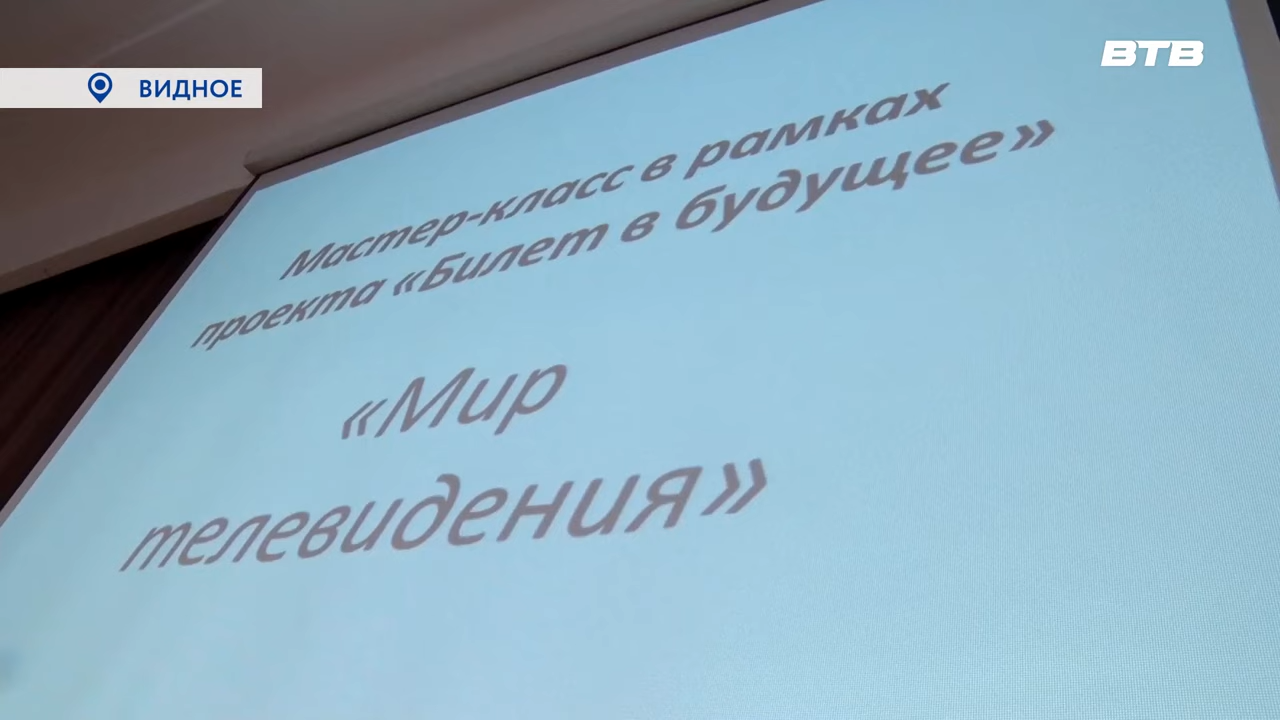 ВИДНОЕ
ВТВ
Мастер-класс в рамках
проекта «Билет в будущее»
«Мир
телевидения»